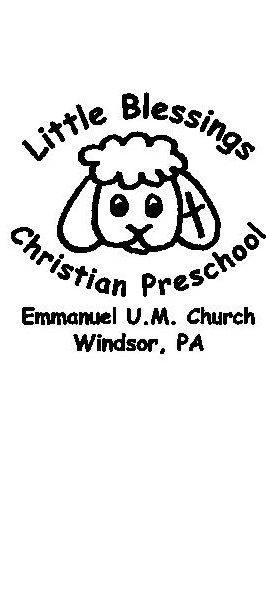 Little Blessings
Christian Preschool
Emmanuel U.M. Church
Windsor, PA